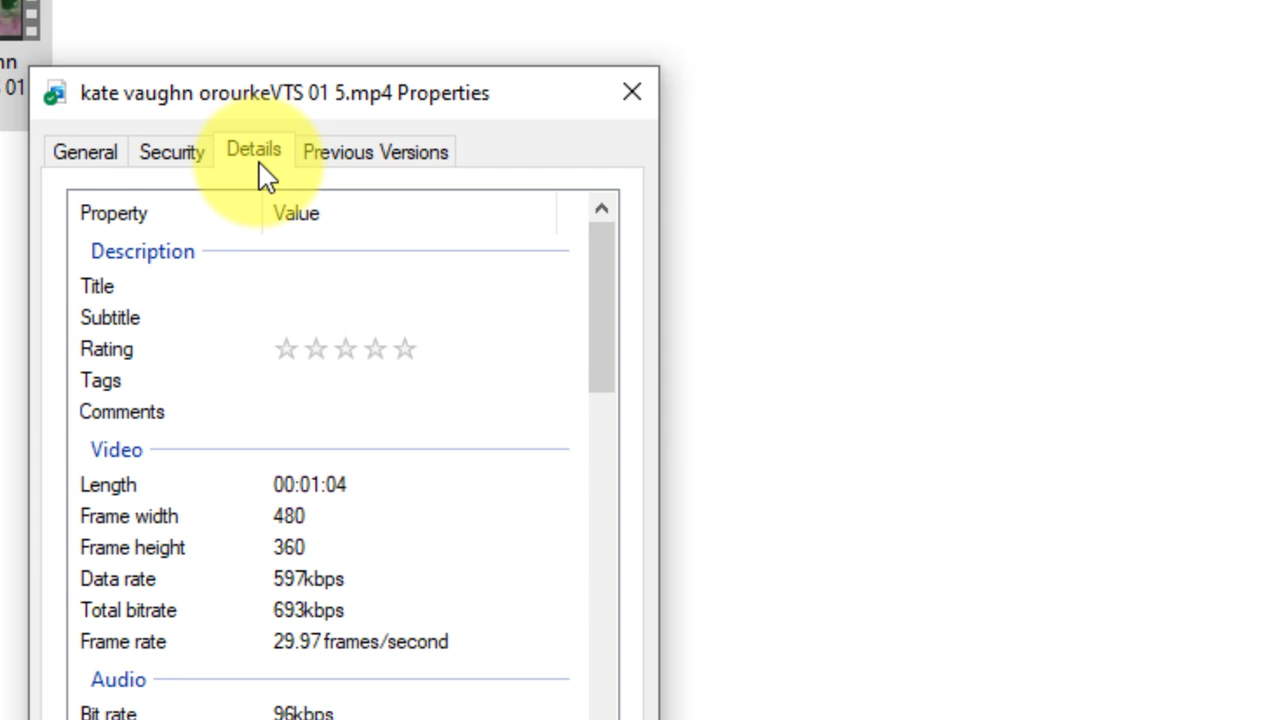 hn
S 01
kate vaughn orourkeVTS 01 5.mp4 Properties
General Security Details Previous Versions
Property Value
Description
Title
Subtitle
Rating
Tags
Comments
Video
Length 00:01:04
Frame width 480
Frame height 360
Data rate 597kbps
Total bitrate 693kbps
Frame rate 29.97 frames/second
Audio
Bit rate 96kbps